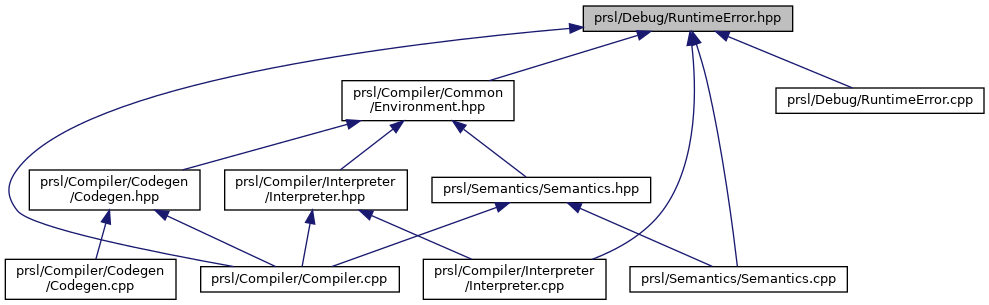 prsl/Debug/RuntimeError.hpp
prsl/Compiler/Common
/Environment.hpp
prsl/Debug/RuntimeError.cpp
prsl/Compiler/Codegen
/Codegen.hpp
prsl/Compiler/Interpreter
/Interpreter.hpp
prsl/Semantics/Semantics.hpp
prsl/Compiler/Codegen
/Codegen.cpp
prsl/Compiler/Compiler.cpp
prsl/Compiler/Interpreter
/Interpreter.cpp
prsl/Semantics/Semantics.cpp